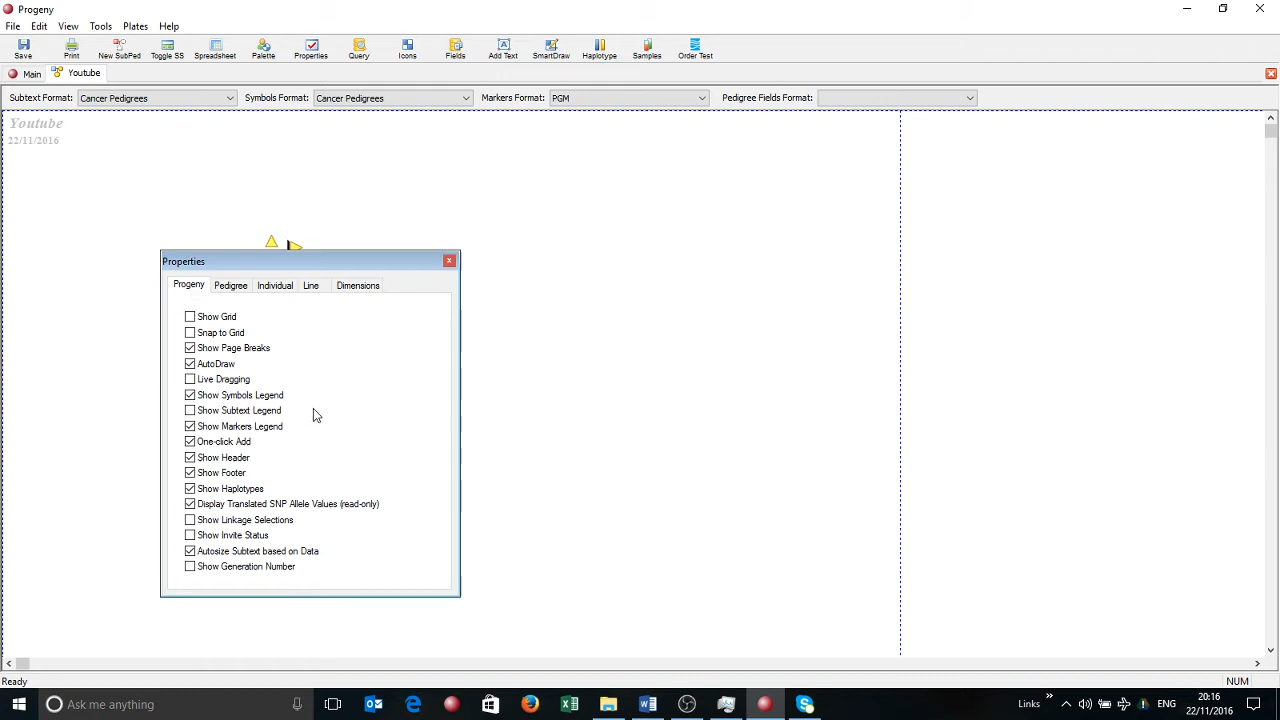 Progeny
File Edit View Tools Plates Help
Save Print New SubPed Toggle SS Spreadsheet Palette Properties Query Icons Fields Add Text SmartDraw Haplotype Samples Order Test
Main Youtube
Subtext Format: Cancer Pedigrees Symbols Format: Cancer Pedigrees Markers Format: PGM Pedigree Fields Format:
Youtube
22/11/2016
Properties
Progeny Pedigree Individual Line Dimensions
Show Grid
Snap to Grid
Show Page Breaks
AutoDraw
Live Dragging
Show Symbols Legend
Show Subtext Legend
Show Markers Legend
One-click Add
Show Header
Show Footer
Show Haplotypes
Display Translated SNP Allele Values (read-only)
Show Linkage Selections
Show Invite Status
Autosize Subtext based on Data
Show Generation Number
Ready NUM
Ask me anything Links ENG 20:16
22/11/2016